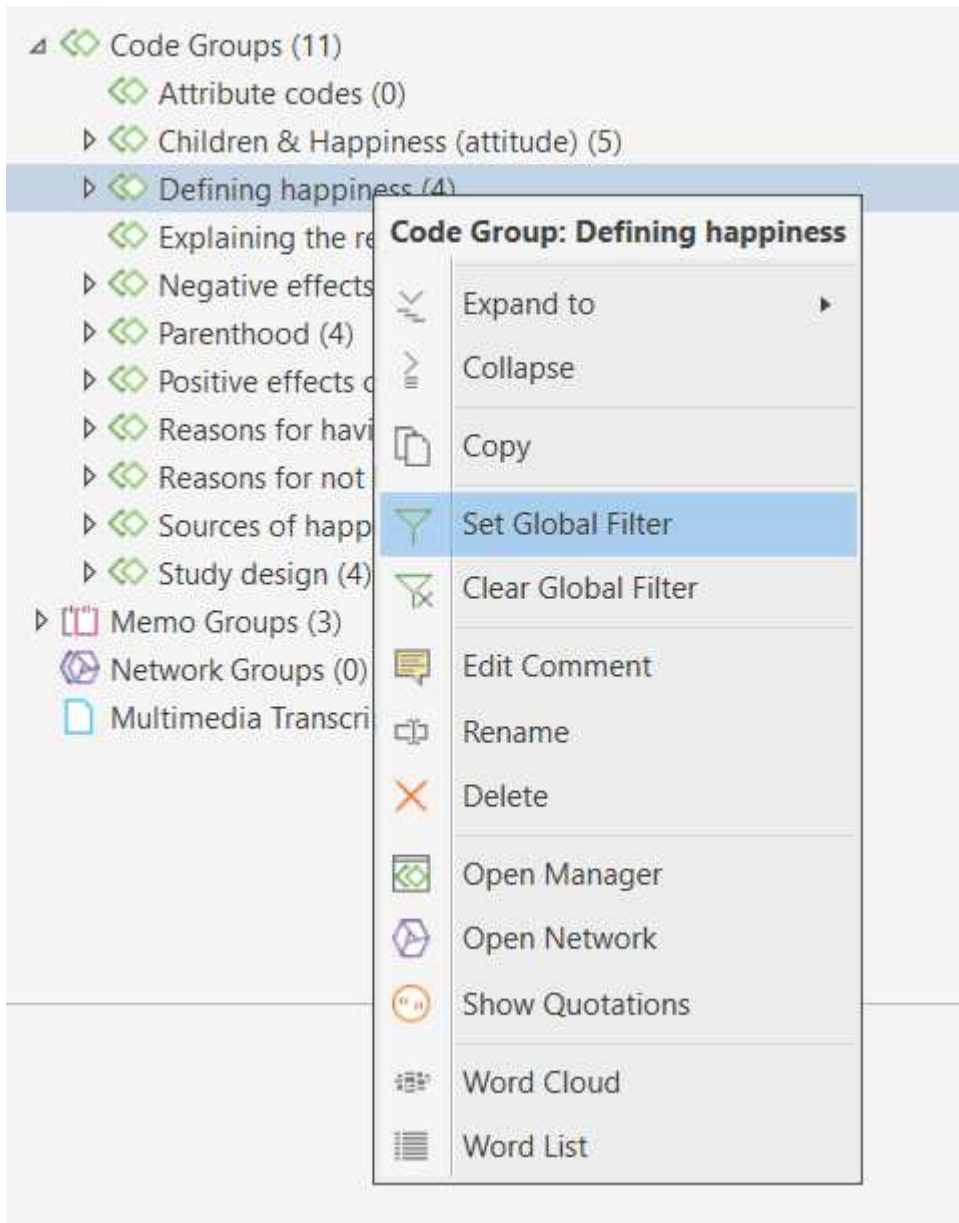 Code Groups (11)
Attribute codes (0)
Children & Happiness (attitude) (5)
Defining happiness (4)
Explaining the re
Negative effects
Parenthood (4)
Positive effects
Reasons for havi
Reasons for not
Sources of happ
Study design (4)
Memo Groups (3)
Network Groups (0)
Multimedia Transcri
Code Group: Defining happiness
Expand to
Collapse
Copy
Set Global Filter
Clear Global Filter
Edit Comment
Rename
Delete
Open Manager
Open Network
Show Quotations
Word Cloud
Word List